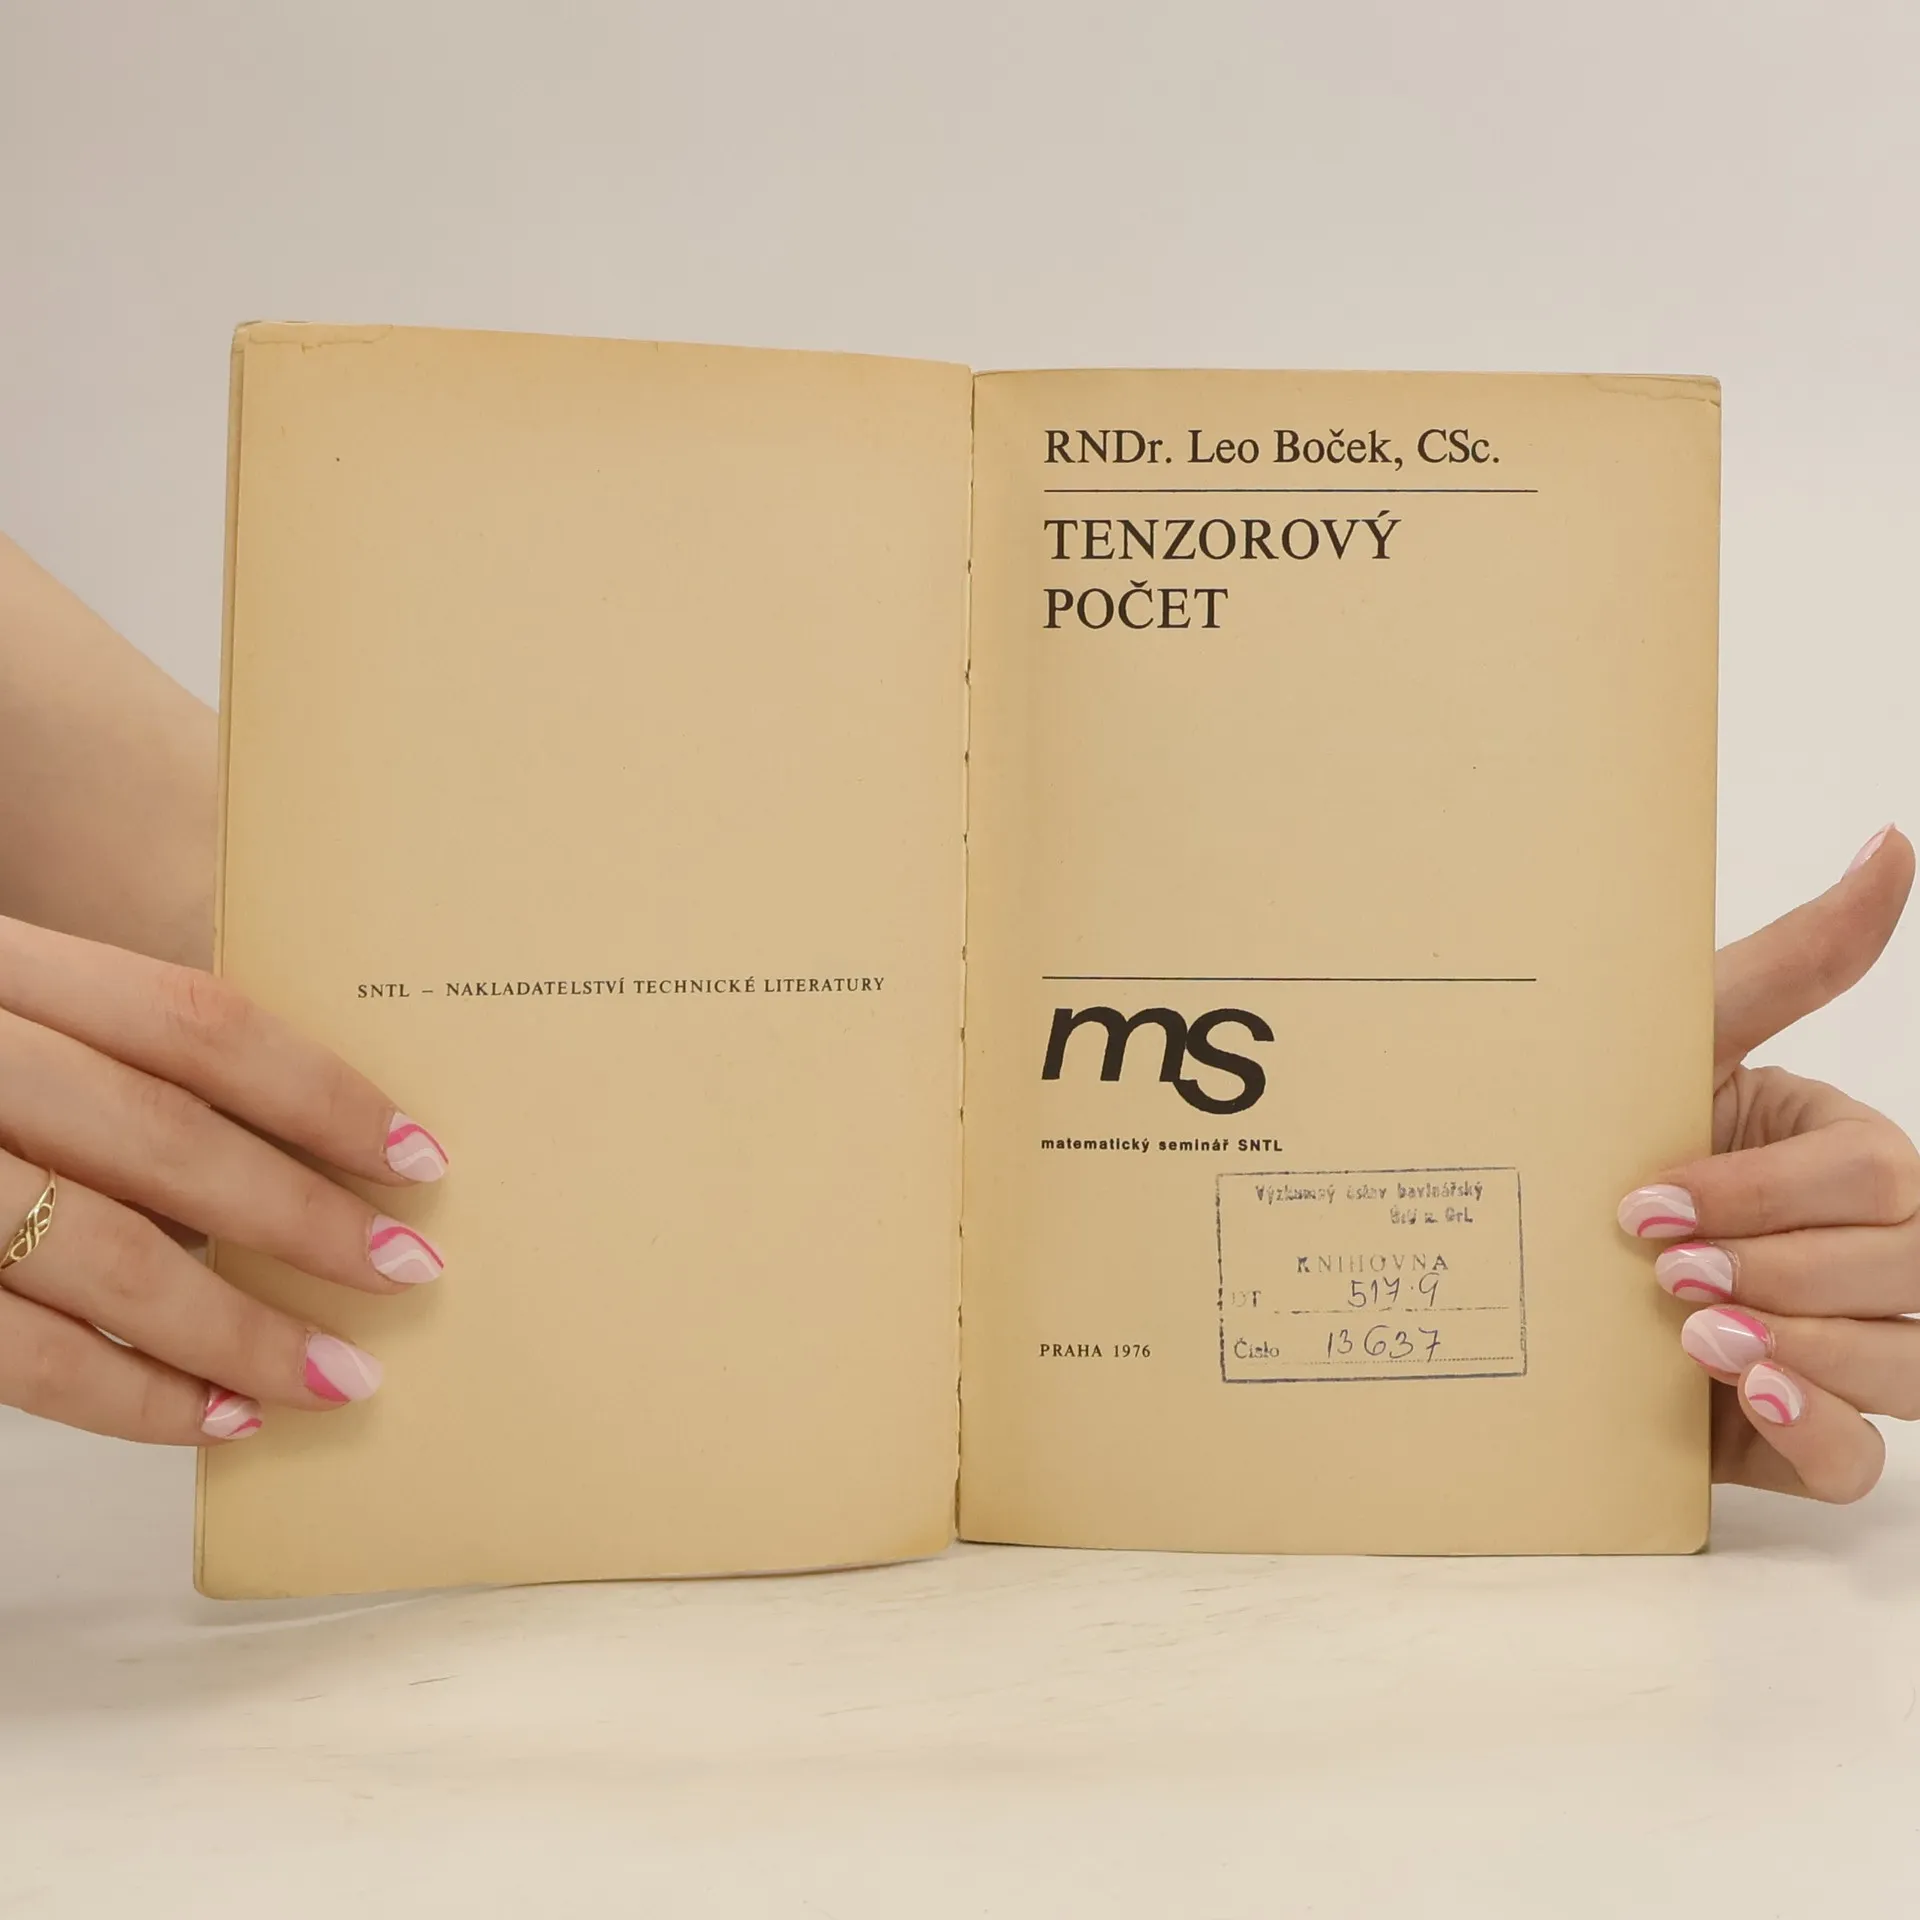 SNTL – NAKLADATELSTVÍ TECHNICKÉ LITERATURY
RNDr. Leo Boček, CSc.
TENZOROVÝ
POČET
ms
matematický seminář SNTL
Výzkumný ústav bavlnářský
KNIHOVNA
DT 517.9
Číslo 13637
PRAHA 1976